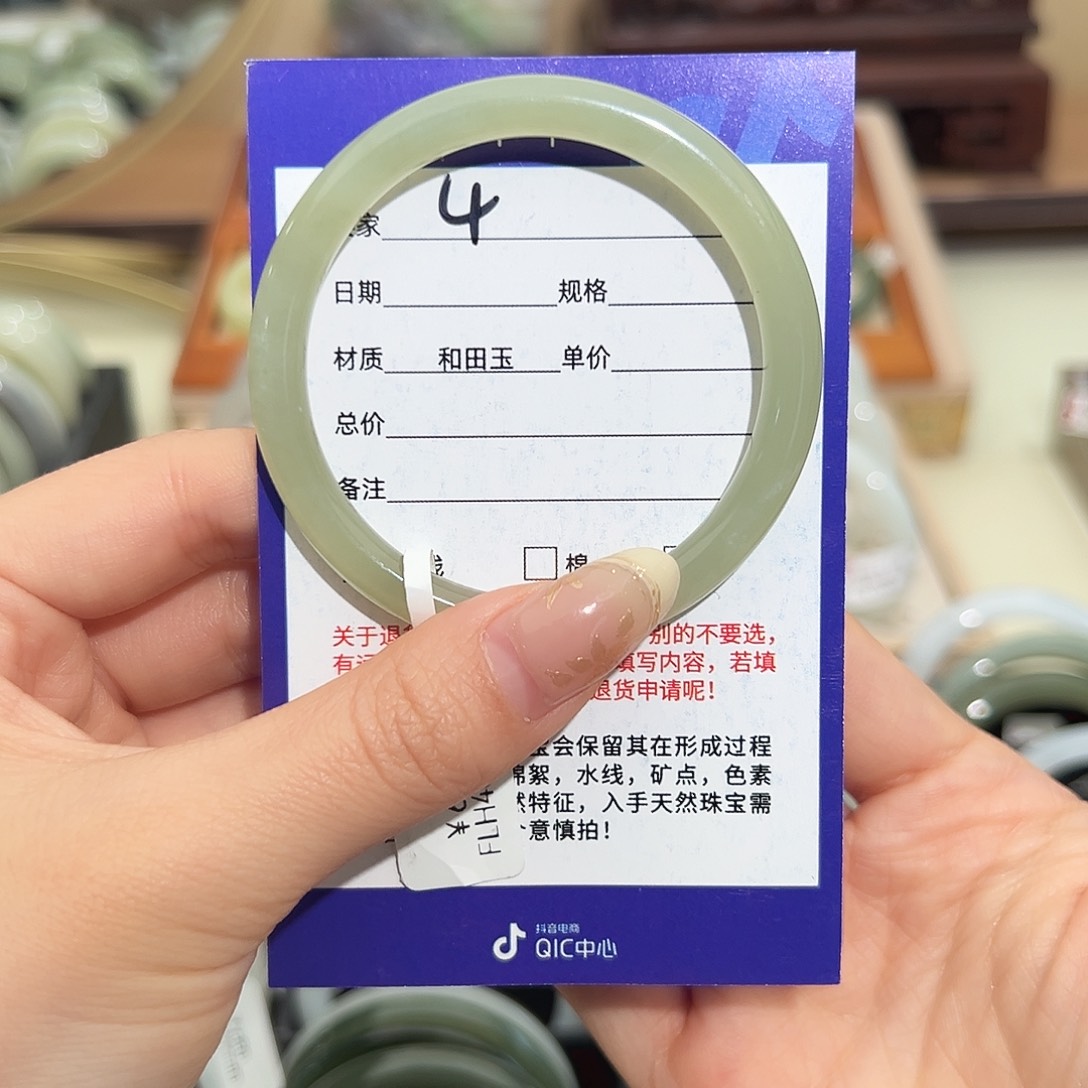 家 4
日期 规格
材质 和田玉 单价
总价
备注
棉
关于退 别的不要选，
有 填写内容，若填
退货申请呢！
宝会保留其在形成过程
棉絮，水线，矿点，色素
然特征，入手天然珠宝需
意慎拍！
FLH4
抖音电商
QIC中心